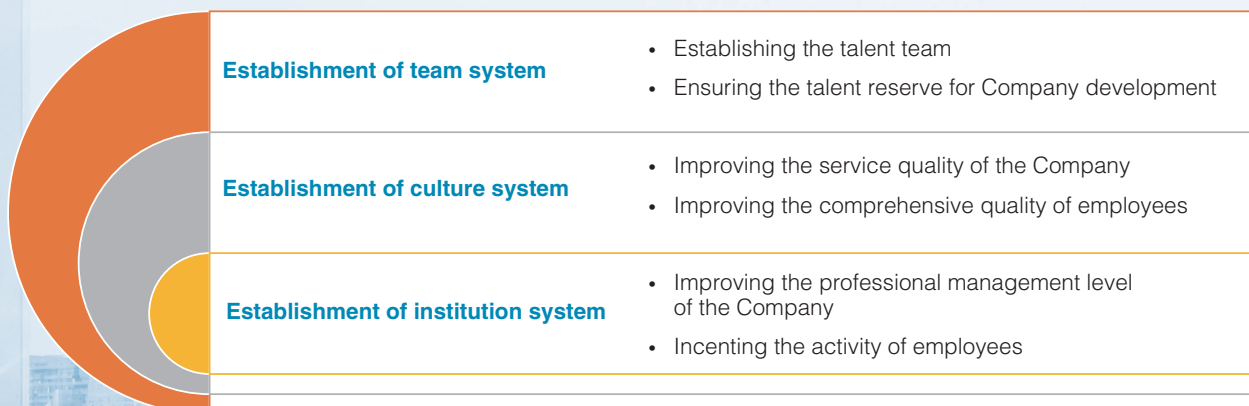 Establishment of team system
• Establishing the talent team
• Ensuring the talent reserve for Company development
Establishment of culture system
• Improving the service quality of the Company
• Improving the comprehensive quality of employees
Establishment of institution system
• Improving the professional management level
of the Company
• Incenting the activity of employees